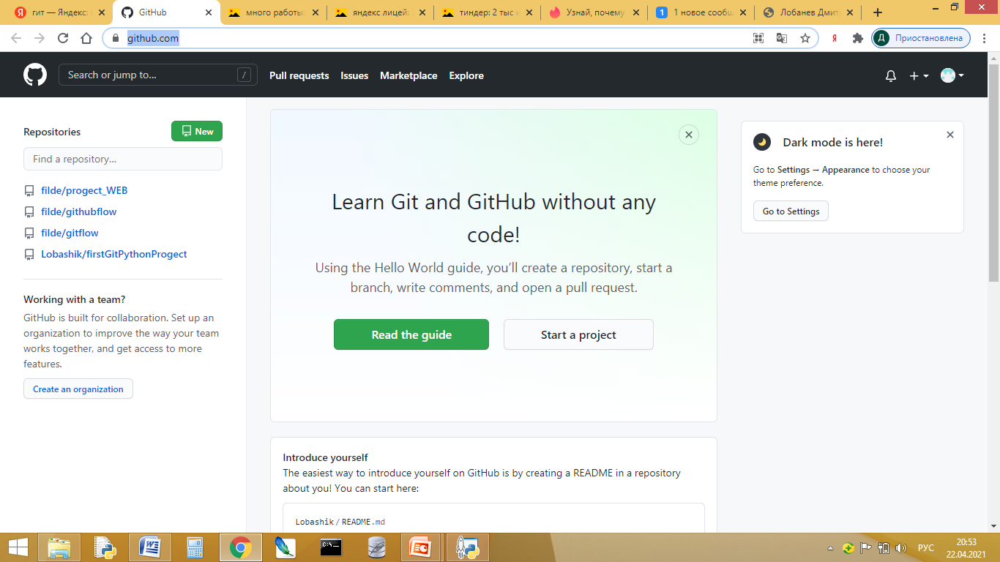 гит — Яндекс:
GitHub
много работы:
яндекс лицей:
тиндер: 2 тыс и
Узнай, почему
1 новое сообщ
Лобанев Дмит
github.com
Я
Д
Приостановлена
Search or jump to...
/
Pull requests
Issues
Marketplace
Explore
Repositories
New
Find a repository...
filde/progect_WEB
filde/githubflow
filde/gitflow
Lobashik/firstGitPythonProgect
Working with a team?
GitHub is built for collaboration. Set up an
organization to improve the way your team
works together, and get access to more
features.
Create an organization
Learn Git and GitHub without any
code!
Using the Hello World guide, you’ll create a repository, start a
branch, write comments, and open a pull request.
Read the guide
Start a project
Introduce yourself
The easiest way to introduce yourself on GitHub is by creating a README in a repository
about you! You can start here:
Lobashik / README.md
Dark mode is here!
Go to Settings → Appearance to choose your
theme preference.
Go to Settings
РУС
20:53
22.04.2021